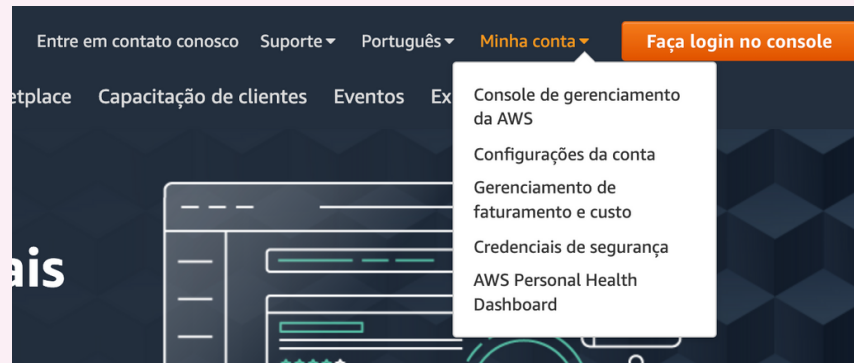 Entre em contato conosco Suporte Português Minha conta Faça login no console
Capacitação de clientes Eventos
Console de gerenciamento
da AWS
Configurações da conta
Gerenciamento de
faturamento e custo
Credenciais de segurança
AWS Personal Health
Dashboard